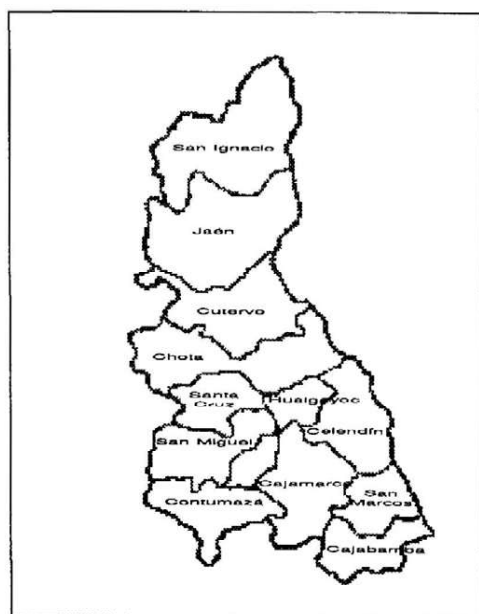 San Ignacio
Jaén
Cutervo
Chota
Santa
Cruz
Hualgayoc
Celendín
San Miguel
Cajamarca
San
Marcos
Contumazá
Cajabamba